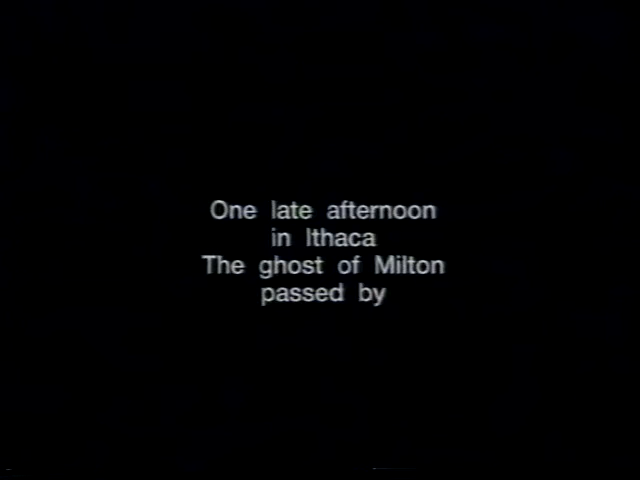 One late afternoon
in Ithaca
The ghost of Milton
passed by